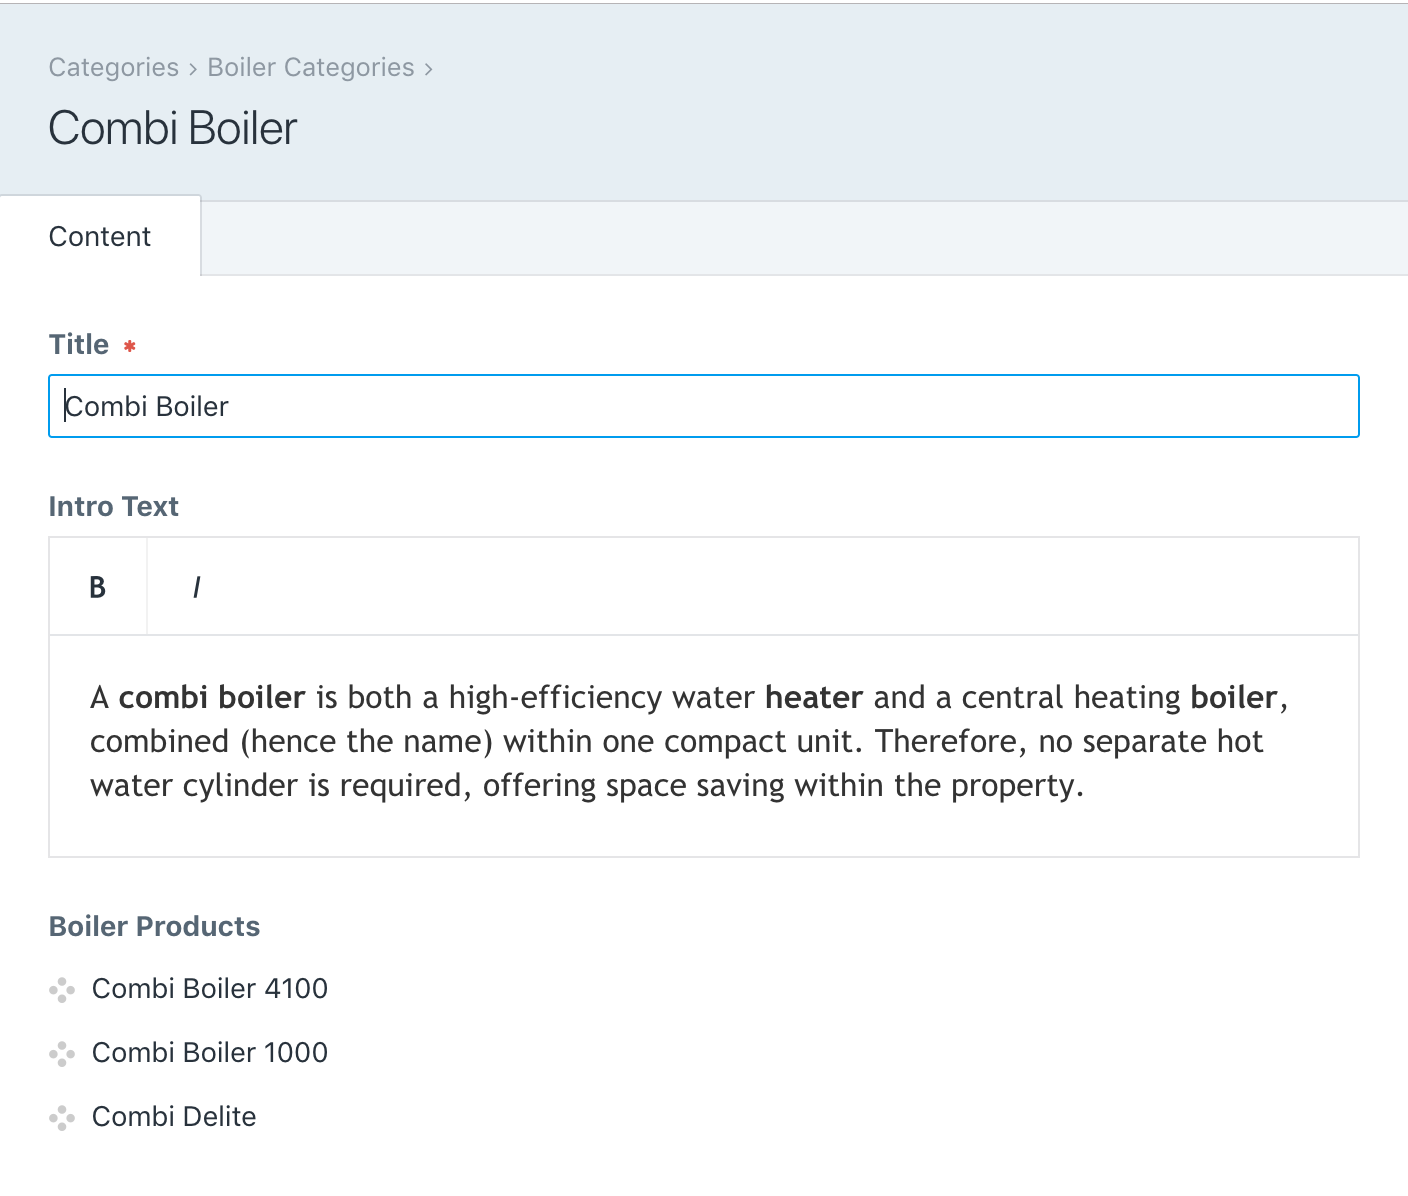 Categories › Boiler Categories ›
Combi Boiler
Content
Title *
Combi Boiler
Intro Text
B I
A combi boiler is both a high-efficiency water heater and a central heating boiler,
combined (hence the name) within one compact unit. Therefore, no separate hot
water cylinder is required, offering space saving within the property.
Boiler Products
Combi Boiler 4100
Combi Boiler 1000
Combi Delite